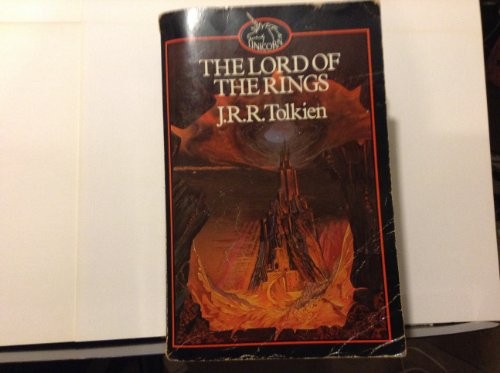 UNICORN
THE LORD OF
THE RINGS
J.R.R.Tolkien